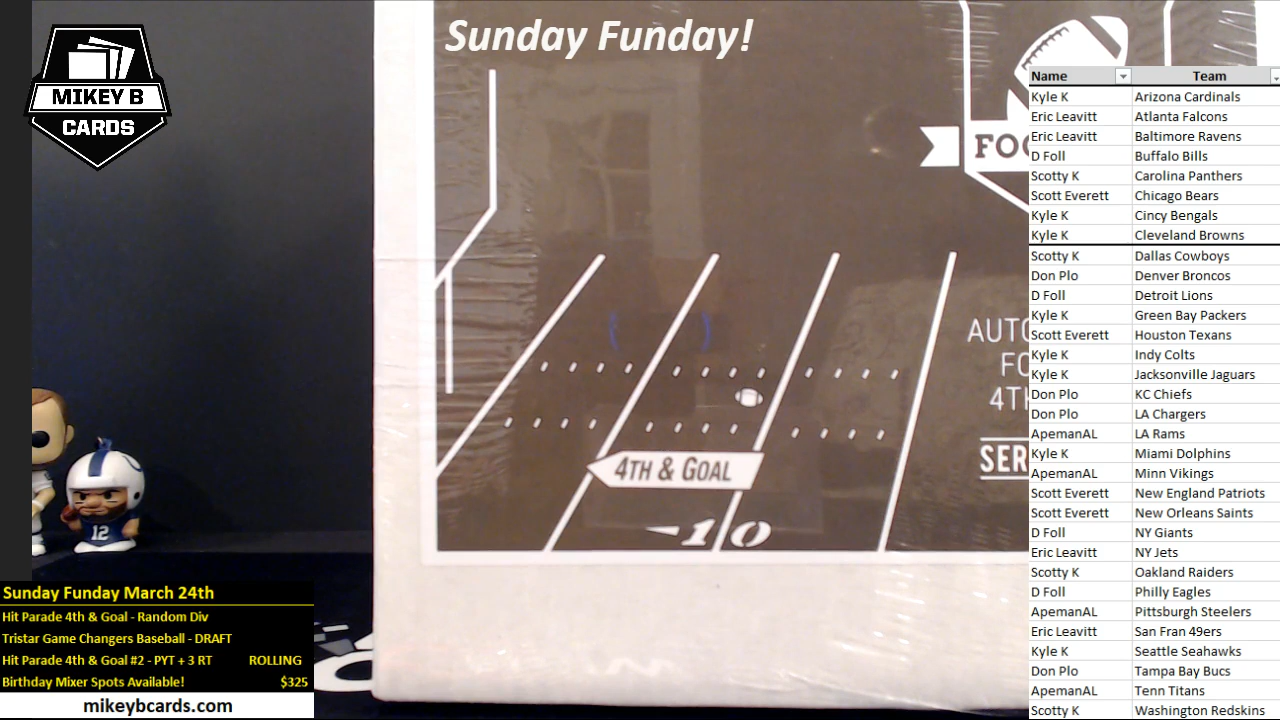 Sunday Funday!
MIKEY B
CARDS
4TH & GOAL
10
12
Name Team
Kyle K Arizona Cardinals
Eric Leavitt Atlanta Falcons
Eric Leavitt Baltimore Ravens
D Foll Buffalo Bills
Scotty K Carolina Panthers
Scott Everett Chicago Bears
Kyle K Cincy Bengals
Kyle K Cleveland Browns
Scotty K Dallas Cowboys
Don Plo Denver Broncos
D Foll Detroit Lions
Kyle K Green Bay Packers
Scott Everett Houston Texans
Kyle K Indy Colts
Kyle K Jacksonville Jaguars
Don Plo KC Chiefs
Don Plo LA Chargers
ApemanAL LA Rams
Kyle K Miami Dolphins
ApemanAL Minn Vikings
Scott Everett New England Patriots
Scott Everett New Orleans Saints
D Foll NY Giants
Eric Leavitt NY Jets
Scotty K Oakland Raiders
D Foll Philly Eagles
ApemanAL Pittsburgh Steelers
Eric Leavitt San Fran 49ers
Kyle K Seattle Seahawks
Don Plo Tampa Bay Bucs
ApemanAL Tenn Titans
Scotty K Washington Redskins
Sunday Funday March 24th
Hit Parade 4th & Goal - Random Div
Tristar Game Changers Baseball - DRAFT
Hit Parade 4th & Goal #2 - PYT + 3 RT ROLLING
Birthday Mixer Spots Available! $325
mikeybcards.com